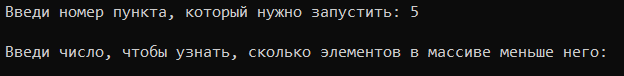 Введи номер пункта, который нужно запустить: 5
Введи число, чтобы узнать, сколько элементов в массиве меньше него: